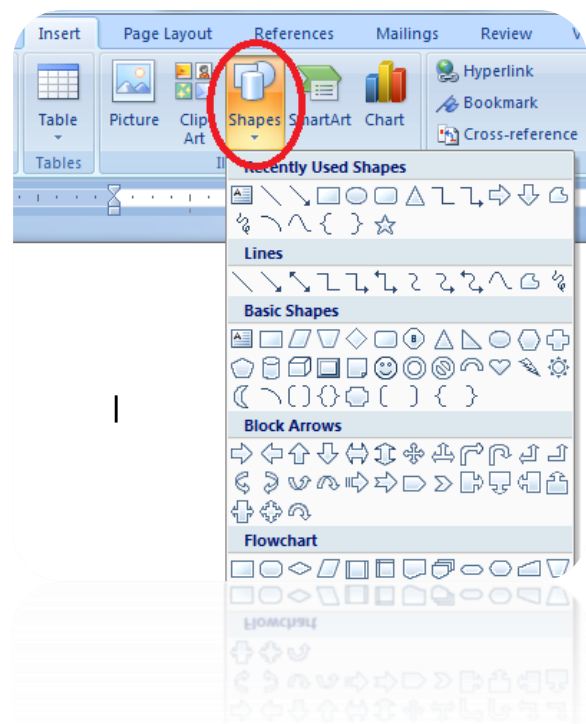 Insert Page Layout References Mailings Review
Table Picture Clip Art Shapes SmartArt Chart
Hyperlink
Bookmark
Cross-reference
Tables
Recently Used Shapes
Lines
Basic Shapes
Block Arrows
Flowchart
Flowchart